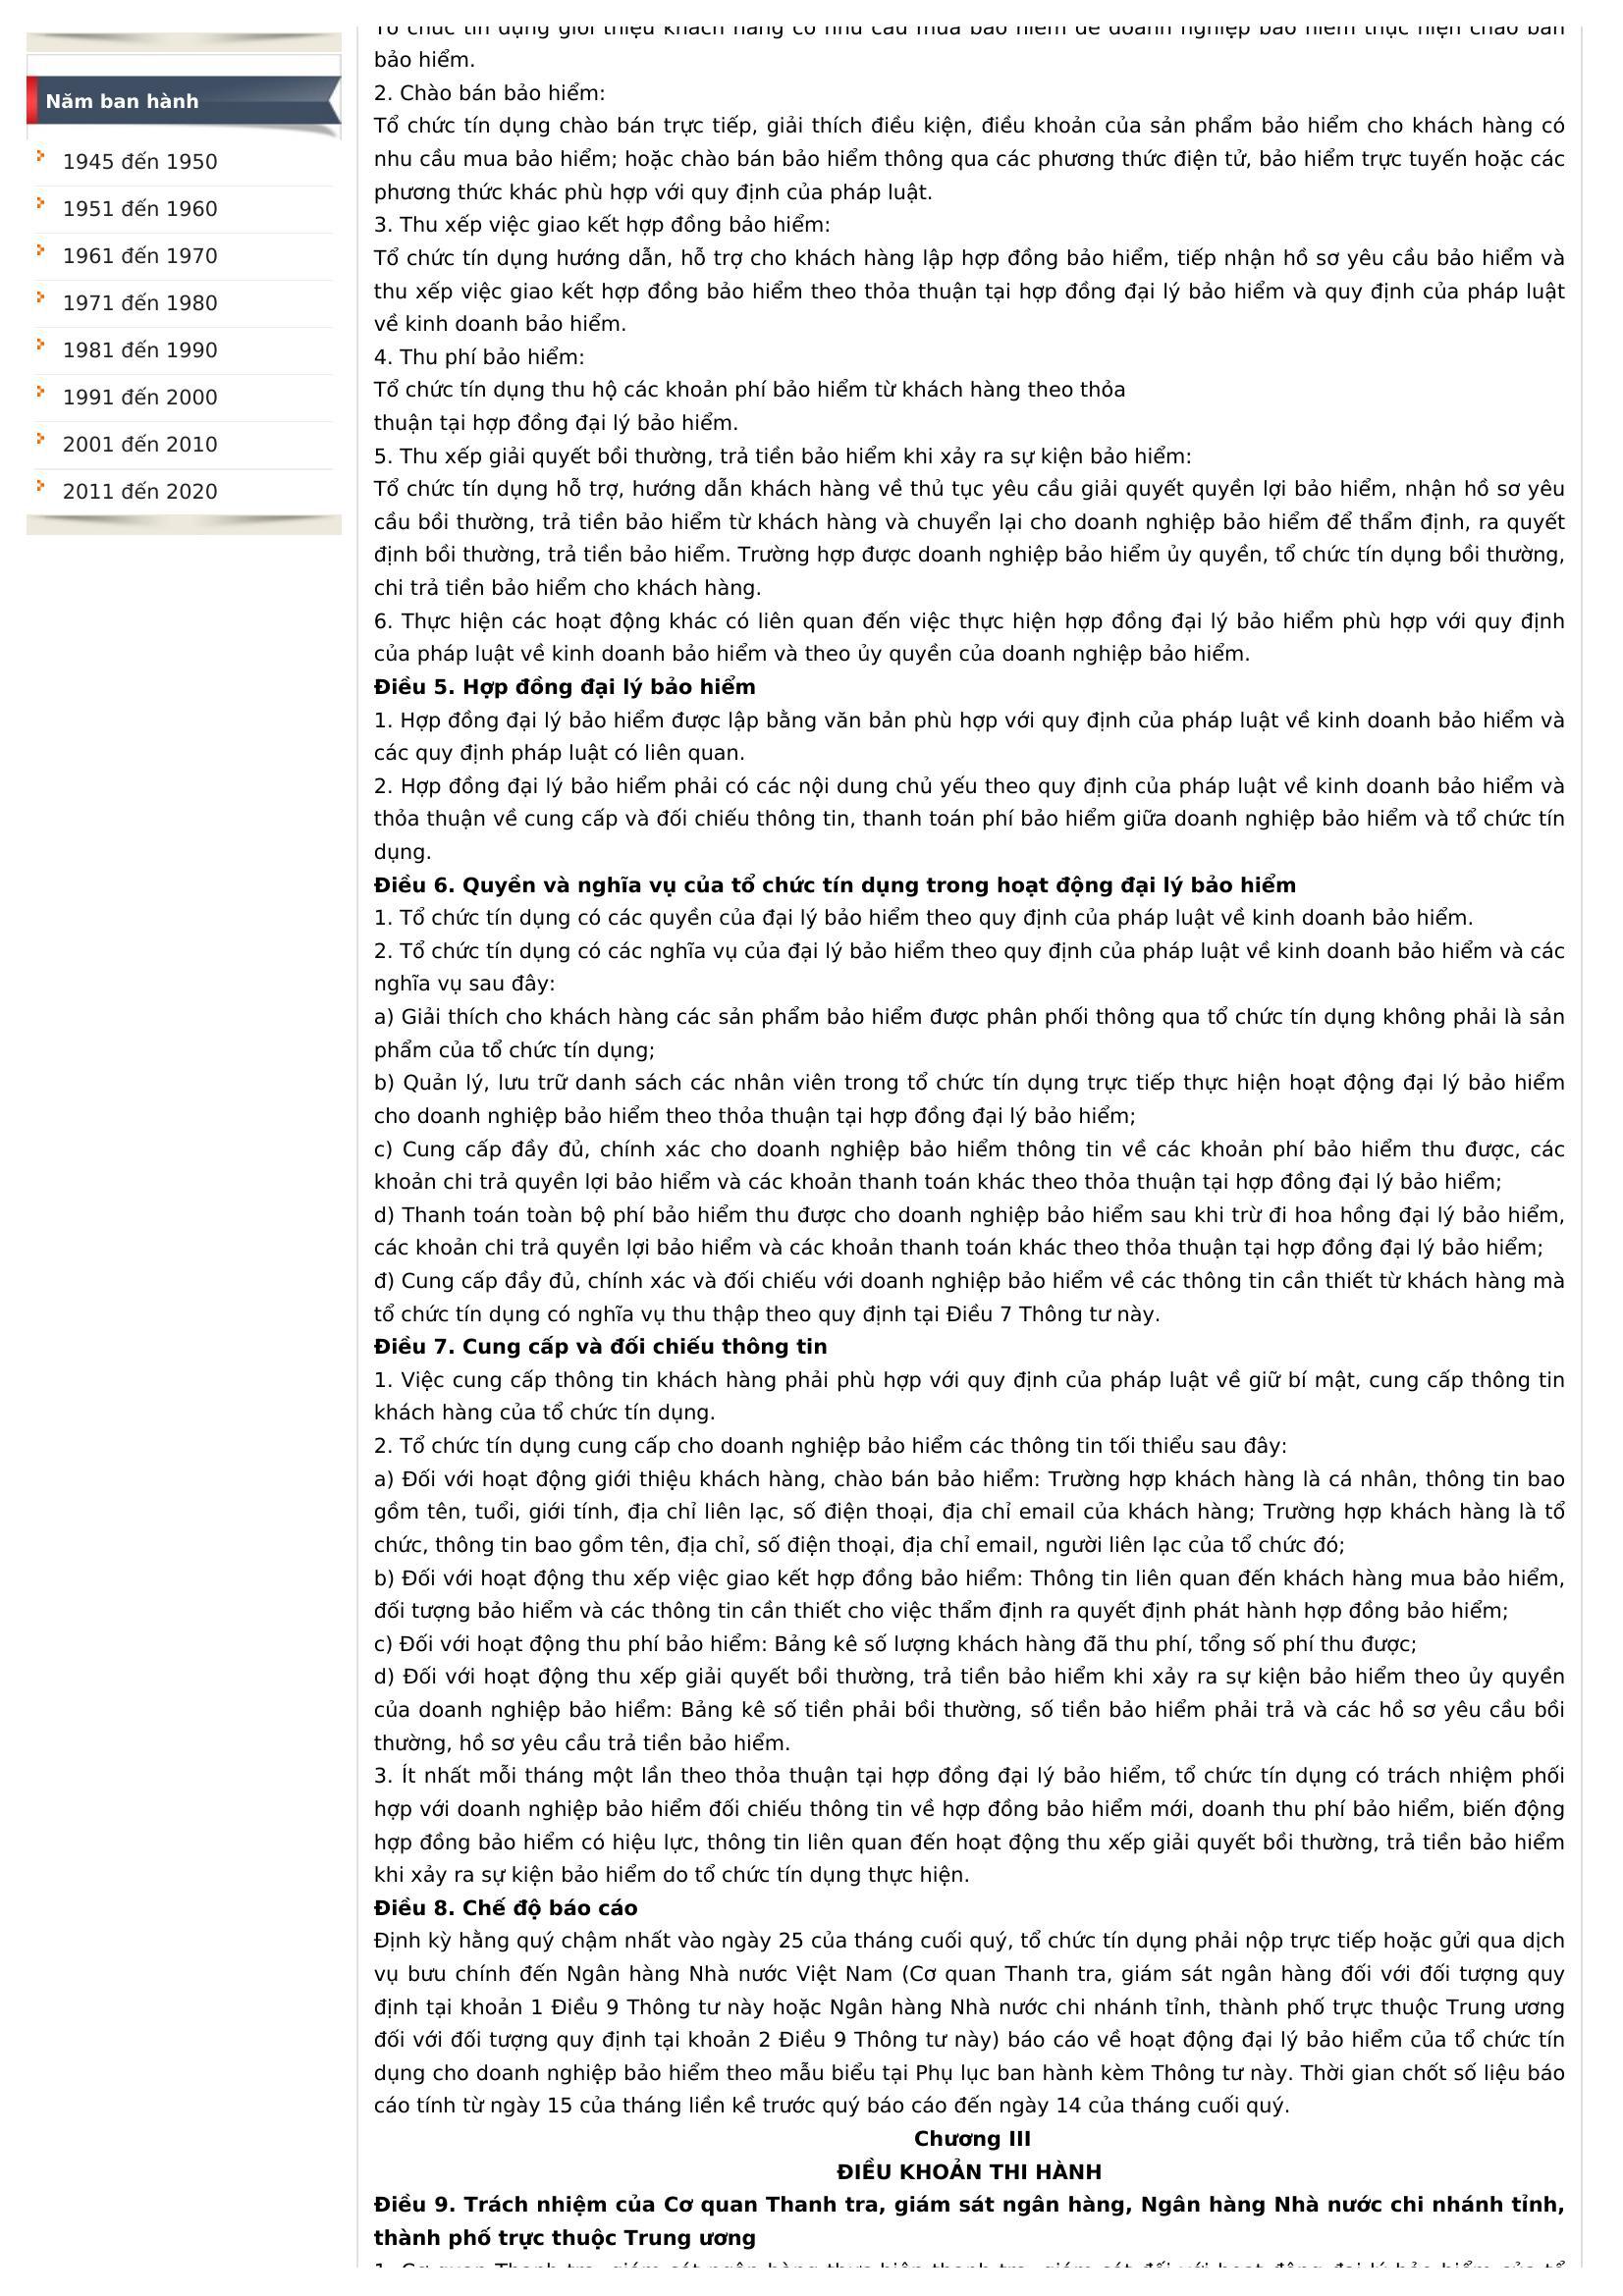 Năm ban hành
1945 đến 1950
1951 đến 1960
1961 đến 1970
1971 đến 1980
1981 đến 1990
1991 đến 2000
2001 đến 2010
2011 đến 2020
Tổ chức tín dụng giới thiệu khách hàng có nhu cầu mua bảo hiểm để doanh nghiệp bảo hiểm thực hiện chào bán
bảo hiểm.
2. Chào bán bảo hiểm:
Tổ chức tín dụng chào bán trực tiếp, giải thích điều kiện, điều khoản của sản phẩm bảo hiểm cho khách hàng có
nhu cầu mua bảo hiểm; hoặc chào bán bảo hiểm thông qua các phương thức điện tử, bảo hiểm trực tuyến hoặc các
phương thức khác phù hợp với quy định của pháp luật.
3. Thu xếp việc giao kết hợp đồng bảo hiểm:
Tổ chức tín dụng hướng dẫn, hỗ trợ cho khách hàng lập hợp đồng bảo hiểm, tiếp nhận hồ sơ yêu cầu bảo hiểm và
thu xếp việc giao kết hợp đồng bảo hiểm theo thỏa thuận tại hợp đồng đại lý bảo hiểm và quy định của pháp luật
về kinh doanh bảo hiểm.
4. Thu phí bảo hiểm:
Tổ chức tín dụng thu hộ các khoản phí bảo hiểm từ khách hàng theo thỏa
thuận tại hợp đồng đại lý bảo hiểm.
5. Thu xếp giải quyết bồi thường, trả tiền bảo hiểm khi xảy ra sự kiện bảo hiểm:
Tổ chức tín dụng hỗ trợ, hướng dẫn khách hàng về thủ tục yêu cầu giải quyết quyền lợi bảo hiểm, nhận hồ sơ yêu
cầu bồi thường, trả tiền bảo hiểm từ khách hàng và chuyển lại cho doanh nghiệp bảo hiểm để thẩm định, ra quyết
định bồi thường, trả tiền bảo hiểm. Trường hợp được doanh nghiệp bảo hiểm ủy quyền, tổ chức tín dụng bồi thường,
chi trả tiền bảo hiểm cho khách hàng.
6. Thực hiện các hoạt động khác có liên quan đến việc thực hiện hợp đồng đại lý bảo hiểm phù hợp với quy định
của pháp luật về kinh doanh bảo hiểm và theo ủy quyền của doanh nghiệp bảo hiểm.
Điều 5. Hợp đồng đại lý bảo hiểm
1. Hợp đồng đại lý bảo hiểm được lập bằng văn bản phù hợp với quy định của pháp luật về kinh doanh bảo hiểm và
các quy định pháp luật có liên quan.
2. Hợp đồng đại lý bảo hiểm phải có các nội dung chủ yếu theo quy định của pháp luật về kinh doanh bảo hiểm và
thỏa thuận về cung cấp và đối chiếu thông tin, thanh toán phí bảo hiểm giữa doanh nghiệp bảo hiểm và tổ chức tín
dụng.
Điều 6. Quyền và nghĩa vụ của tổ chức tín dụng trong hoạt động đại lý bảo hiểm
1. Tổ chức tín dụng có các quyền của đại lý bảo hiểm theo quy định của pháp luật về kinh doanh bảo hiểm.
2. Tổ chức tín dụng có các nghĩa vụ của đại lý bảo hiểm theo quy định của pháp luật về kinh doanh bảo hiểm và các
nghĩa vụ sau đây:
a) Giải thích cho khách hàng các sản phẩm bảo hiểm được phân phối thông qua tổ chức tín dụng không phải là sản
phẩm của tổ chức tín dụng;
b) Quản lý, lưu trữ danh sách các nhân viên trong tổ chức tín dụng trực tiếp thực hiện hoạt động đại lý bảo hiểm
cho doanh nghiệp bảo hiểm theo thỏa thuận tại hợp đồng đại lý bảo hiểm;
c) Cung cấp đầy đủ, chính xác cho doanh nghiệp bảo hiểm thông tin về các khoản phí bảo hiểm thu được, các
khoản chi trả quyền lợi bảo hiểm và các khoản thanh toán khác theo thỏa thuận tại hợp đồng đại lý bảo hiểm;
d) Thanh toán toàn bộ phí bảo hiểm thu được cho doanh nghiệp bảo hiểm sau khi trừ đi hoa hồng đại lý bảo hiểm,
các khoản chi trả quyền lợi bảo hiểm và các khoản thanh toán khác theo thỏa thuận tại hợp đồng đại lý bảo hiểm;
đ) Cung cấp đầy đủ, chính xác và đối chiếu với doanh nghiệp bảo hiểm về các thông tin cần thiết từ khách hàng mà
tổ chức tín dụng có nghĩa vụ thu thập theo quy định tại Điều 7 Thông tư này.
Điều 7. Cung cấp và đối chiếu thông tin
1. Việc cung cấp thông tin khách hàng phải phù hợp với quy định của pháp luật về giữ bí mật, cung cấp thông tin
khách hàng của tổ chức tín dụng.
2. Tổ chức tín dụng cung cấp cho doanh nghiệp bảo hiểm các thông tin tối thiểu sau đây:
a) Đối với hoạt động giới thiệu khách hàng, chào bán bảo hiểm: Trường hợp khách hàng là cá nhân, thông tin bao
gồm tên, tuổi, giới tính, địa chỉ liên lạc, số điện thoại, địa chỉ email của khách hàng; Trường hợp khách hàng là tổ
chức, thông tin bao gồm tên, địa chỉ, số điện thoại, địa chỉ email, người liên lạc của tổ chức đó;
b) Đối với hoạt động thu xếp việc giao kết hợp đồng bảo hiểm: Thông tin liên quan đến khách hàng mua bảo hiểm,
đối tượng bảo hiểm và các thông tin cần thiết cho việc thẩm định ra quyết định phát hành hợp đồng bảo hiểm;
c) Đối với hoạt động thu phí bảo hiểm: Bảng kê số lượng khách hàng đã thu phí, tổng số phí thu được;
d) Đối với hoạt động thu xếp giải quyết bồi thường, trả tiền bảo hiểm khi xảy ra sự kiện bảo hiểm theo ủy quyền
của doanh nghiệp bảo hiểm: Bảng kê số tiền phải bồi thường, số tiền bảo hiểm phải trả và các hồ sơ yêu cầu bồi
thường, hồ sơ yêu cầu trả tiền bảo hiểm.
3. Ít nhất mỗi tháng một lần theo thỏa thuận tại hợp đồng đại lý bảo hiểm, tổ chức tín dụng có trách nhiệm phối
hợp với doanh nghiệp bảo hiểm đối chiếu thông tin về hợp đồng bảo hiểm mới, doanh thu phí bảo hiểm, biến động
hợp đồng bảo hiểm có hiệu lực, thông tin liên quan đến hoạt động thu xếp giải quyết bồi thường, trả tiền bảo hiểm
khi xảy ra sự kiện bảo hiểm do tổ chức tín dụng thực hiện.
Điều 8. Chế độ báo cáo
Định kỳ hằng quý chậm nhất vào ngày 25 của tháng cuối quý, tổ chức tín dụng phải nộp trực tiếp hoặc gửi qua dịch
vụ bưu chính đến Ngân hàng Nhà nước Việt Nam (Cơ quan Thanh tra, giám sát ngân hàng đối với đối tượng quy
định tại khoản 1 Điều 9 Thông tư này hoặc Ngân hàng Nhà nước chi nhánh tỉnh, thành phố trực thuộc Trung ương
đối với đối tượng quy định tại khoản 2 Điều 9 Thông tư này) báo cáo về hoạt động đại lý bảo hiểm của tổ chức tín
dụng cho doanh nghiệp bảo hiểm theo mẫu biểu tại Phụ lục ban hành kèm Thông tư này. Thời gian chốt số liệu báo
cáo tính từ ngày 15 của tháng liền kề trước quý báo cáo đến ngày 14 của tháng cuối quý.
Chương III
ĐIỀU KHOẢN THI HÀNH
Điều 9. Trách nhiệm của Cơ quan Thanh tra, giám sát ngân hàng, Ngân hàng Nhà nước chi nhánh tỉnh,
thành phố trực thuộc Trung ương
1. Cơ quan Thanh tra, giám sát ngân hàng thực hiện thanh tra, giám sát đối với hoạt động đại lý bảo hiểm của tổ